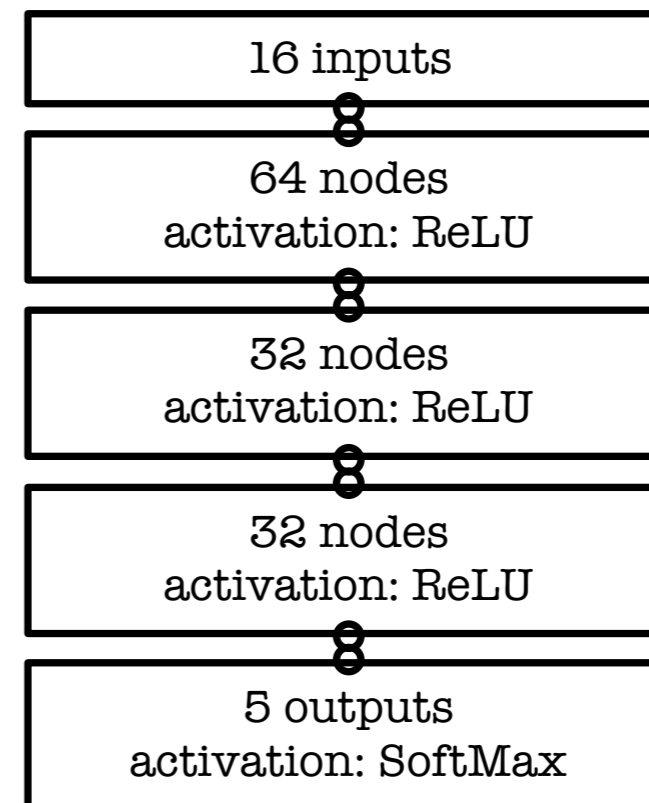 16 inputs
64 nodes
activation: ReLU
32 nodes
activation: ReLU
32 nodes
activation: ReLU
5 outputs
activation: SoftMax